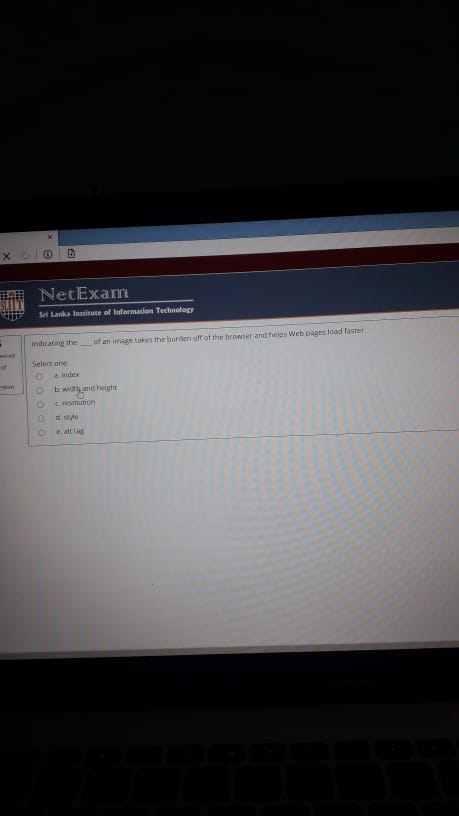 NetExam
Sri Lanka Institute of Information Technology
Indicating the ___ of an image takes the burden off of the browser and helps Web pages load faster.
Select one:
a. index
b. width and height
c. resolution
d. style
e. alt tag